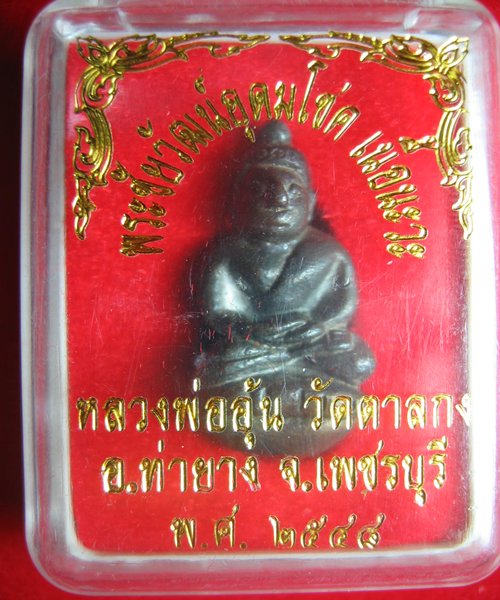 พระชัยวัฒน์อุดมโชค เนื้อนวะ
หลวงพ่ออุ้น วัดตาลกง
อ.ท่ายาง จ.เพชรบุรี
พ.ศ. ๒๕๔๘